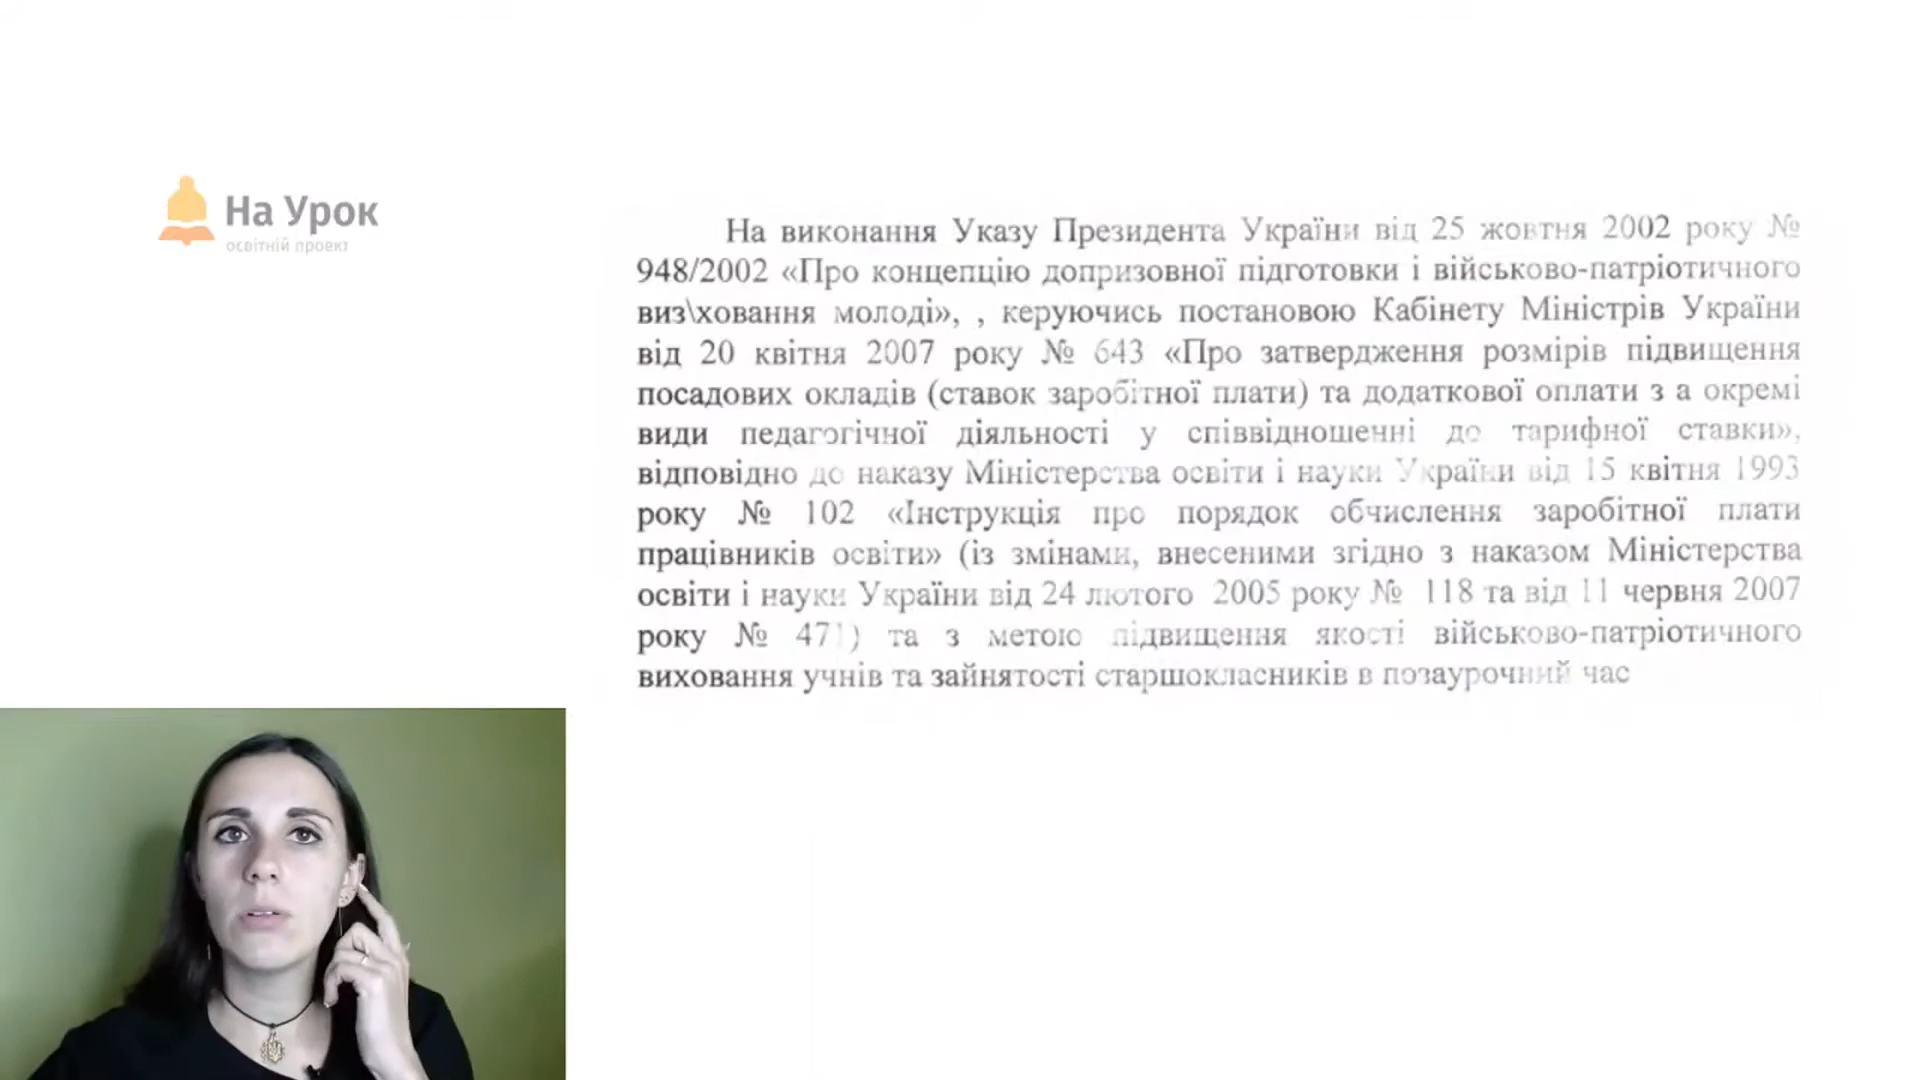 На Урок
освітній проект
На виконання Указу Президента України від 25 жовтня 2002 року №
948/2002 «Про концепцію допризовної підготовки і військово-патріотичного
виз\ховання молоді», , керуючись постановою Кабінету Міністрів України
від 20 квітня 2007 року № 643 «Про затвердження розмірів підвищення
посадових окладів (ставок заробітної плати) та додаткової оплати з а окремі
види педагогічної діяльності у співвідношенні до тарифної ставки»,
відповідно до наказу Міністерства освіти і науки України від 15 квітня 1993
року № 102 «Інструкція про порядок обчислення заробітної плати
працівників освіти» (із змінами, внесеними згідно з наказом Міністерства
освіти і науки України від 24 лютого 2005 року № 118 та від 11 червня 2007
року № 471) та з метою підвищення якості військово-патріотичного
виховання учнів та зайнятості старшокласників в позаурочний час